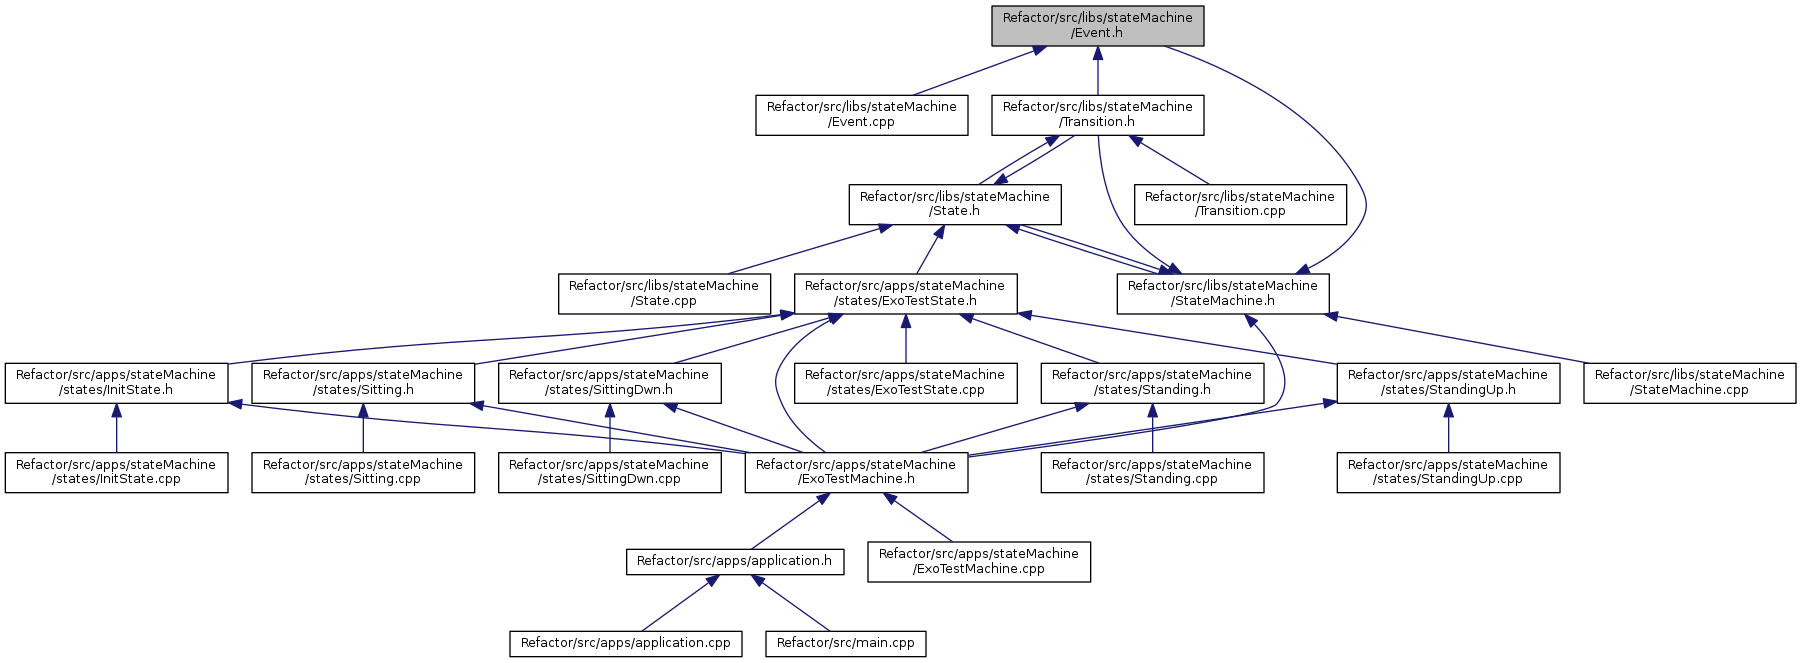 Refactor/src/libs/stateMachine
/Event.h
Refactor/src/libs/stateMachine
/Event.cpp
Refactor/src/libs/stateMachine
/Transition.h
Refactor/src/libs/stateMachine
/State.h
Refactor/src/libs/stateMachine
/Transition.cpp
Refactor/src/libs/stateMachine
/State.cpp
Refactor/src/apps/stateMachine
/states/ExoTestState.h
Refactor/src/libs/stateMachine
/StateMachine.h
Refactor/src/apps/stateMachine
/states/InitState.h
Refactor/src/apps/stateMachine
/states/Sitting.h
Refactor/src/apps/stateMachine
/states/SittingDwn.h
Refactor/src/apps/stateMachine
/states/ExoTestState.cpp
Refactor/src/apps/stateMachine
/states/Standing.h
Refactor/src/apps/stateMachine
/states/StandingUp.h
Refactor/src/libs/stateMachine
/StateMachine.cpp
Refactor/src/apps/stateMachine
/states/InitState.cpp
Refactor/src/apps/stateMachine
/states/Sitting.cpp
Refactor/src/apps/stateMachine
/states/SittingDwn.cpp
Refactor/src/apps/stateMachine
/ExoTestMachine.h
Refactor/src/apps/stateMachine
/states/Standing.cpp
Refactor/src/apps/stateMachine
/states/StandingUp.cpp
Refactor/src/apps/application.h
Refactor/src/apps/stateMachine
/ExoTestMachine.cpp
Refactor/src/apps/application.cpp
Refactor/src/main.cpp